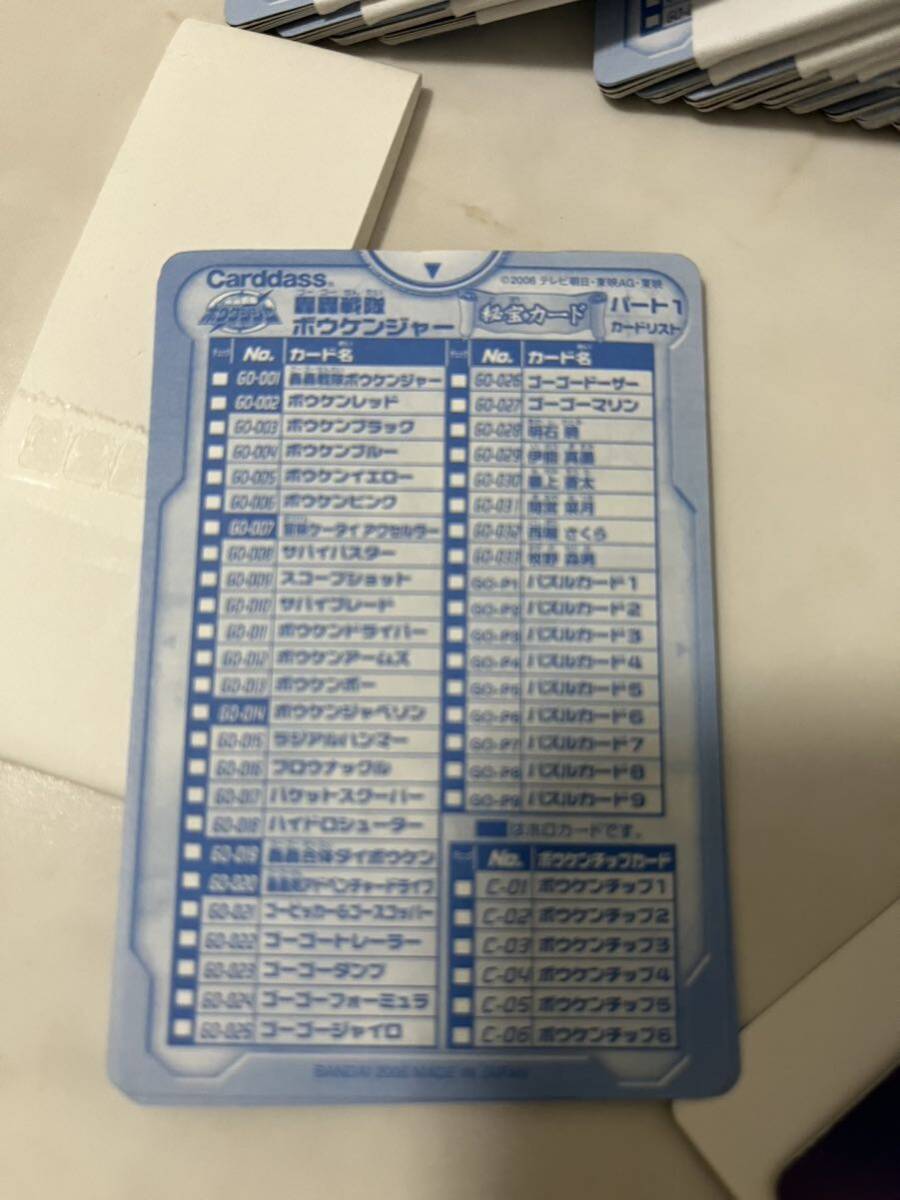 Carddass
©2006 テレビ朝日・東映AG・東映
ボウケンジャー
轟轟戦隊
ボウケンジャー
秘宝カード
パート1
カードリスト
No. カード名
GO-001 轟轟戦隊ボウケンジャー
GO-002 ボウケンレッド
GO-003 ボウケンブラック
GO-004 ボウケンブルー
GO-005 ボウケンイエロー
GO-006 ボウケンピンク
GO-007 冒険ケータイ アクセルラー
GO-008 サバイバスター
GO-009 スコープショット
GO-010 サバイブレード
GO-011 ボウケンドライバー
GO-012 ボウケンアームズ
GO-013 ボウケンボー
GO-014 ボウケンジャベリン
GO-015 ラジアルハンマー
GO-016 ブロウナックル
GO-017 バケットスクーパー
GO-018 ハイドロシューター
GO-019 轟轟合体ダイボウケン
GO-020 轟轟剣アドベンチャードライブ
GO-021 ゴーピッカー&ゴースコッパー
GO-022 ゴーゴートレーラー
GO-023 ゴーゴーダンプ
GO-024 ゴーゴーフォーミュラ
GO-025 ゴーゴージャイロ
No. カード名
GO-026 ゴーゴードーザー
GO-027 ゴーゴーマリン
GO-028 明石 暁
GO-029 伊能 真墨
GO-030 最上 蒼太
GO-031 間宮 菜月
GO-032 西堀 さくら
GO-033 牧野 森男
GO-P1 パズルカード1
GO-P2 パズルカード2
GO-P3 パズルカード3
GO-P4 パズルカード4
GO-P5 パズルカード5
GO-P6 パズルカード6
GO-P7 パズルカード7
GO-P8 パズルカード8
GO-P9 パズルカード9
はホロカードです。
No. ボウケンチップカード
C-01 ボウケンチップ1
C-02 ボウケンチップ2
C-03 ボウケンチップ3
C-04 ボウケンチップ4
C-05 ボウケンチップ5
C-06 ボウケンチップ6
BANDAI 2006 MADE IN JAPAN